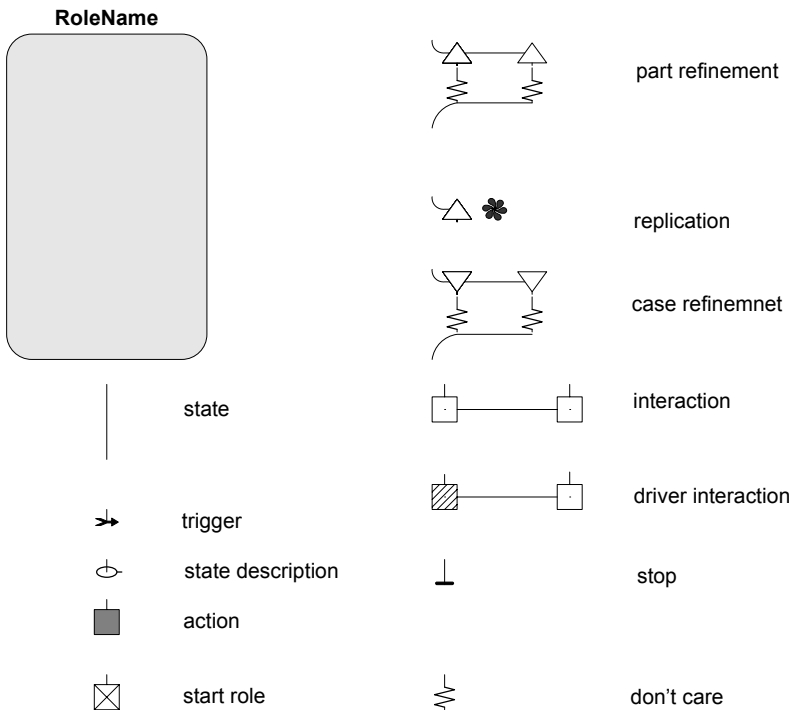 RoleName
state
trigger
state description
action
start role
part refinement
replication
case refinemnet
interaction
driver interaction
stop
don't care